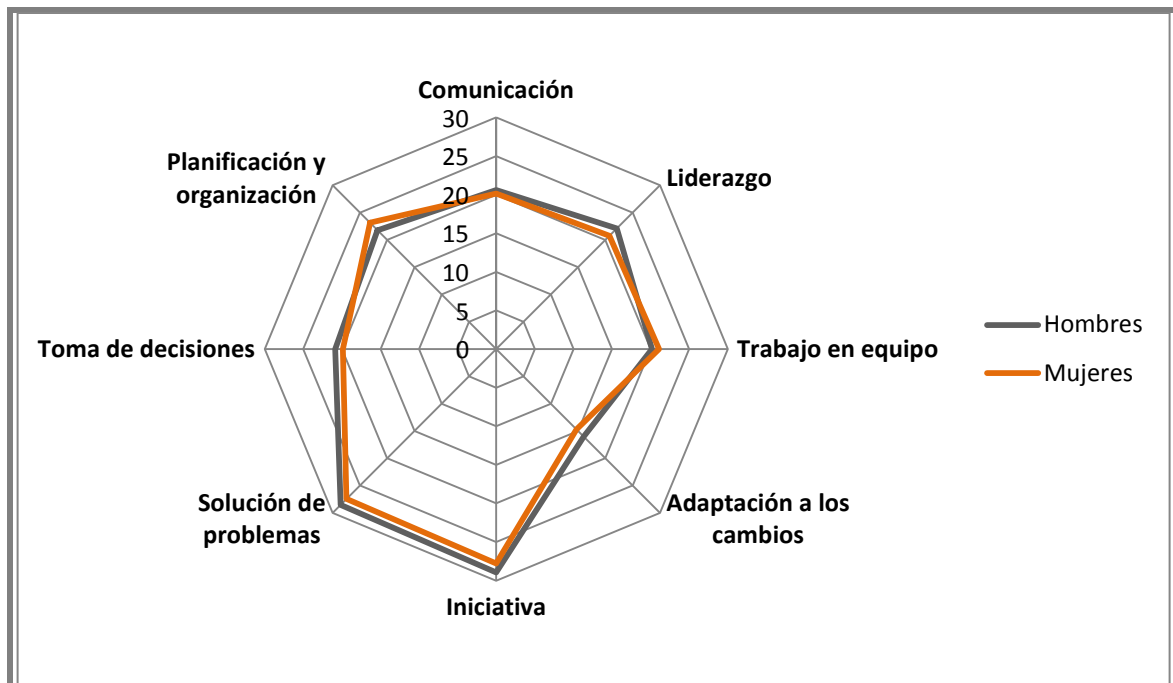 Comunicación
30
25
20
15
10
5
0
Liderazgo
Trabajo en equipo
Adaptación a los
cambios
Iniciativa
Solución de
problemas
Toma de decisiones
Planificación y
organización
Hombres
Mujeres